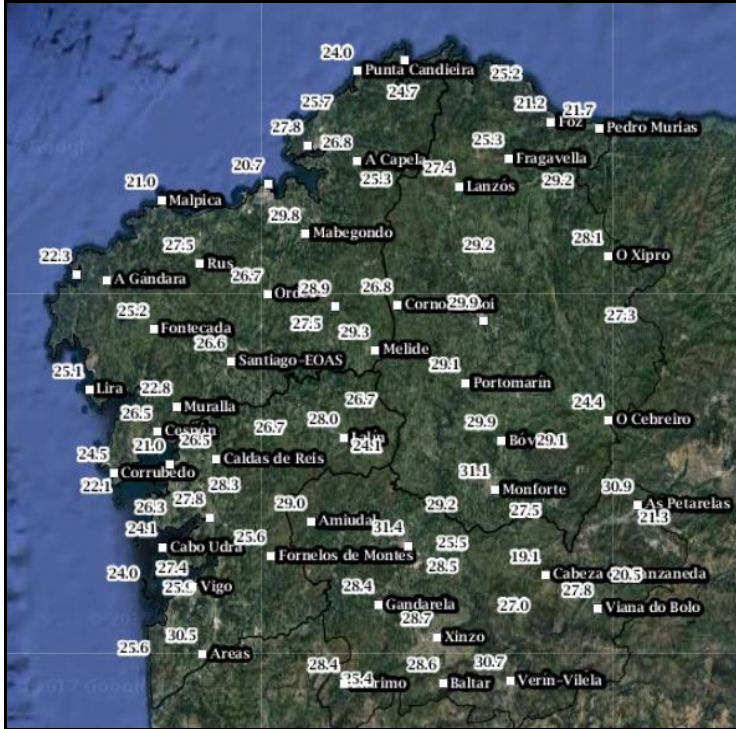 24.0
Punta Candieira
24.7
25.2
25.7
21.2
21.7
Foz
Pedro Murias
27.8
26.8
A Capela
25.3
Fragavella
25.3
27.4
Lanzós
29.2
20.7
21.0
Malpica
29.8
Mabegondo
29.2
28.1
O Xipro
22.3
A Gándara
27.5
Rus
26.7
28.9
26.8
29.9
27.3
25.2
Fontecada
27.5
29.3
Melide
26.6
Santiago-EOAS
25.1
Lira
22.8
Muralla
26.7
29.1
Portomarín
24.4
O Cebreiro
26.5
Cespón
26.7
28.0
Lalín
24.1
29.9
29.1
21.0
26.5
Caldas de Reis
24.5
Corrubedo
22.1
28.3
31.1
Monforte
30.9
As Petarelas
26.3
27.8
29.0
Amiudal
29.2
27.5
21.3
24.1
Cabo Udra
25.6
Fornelos de Montes
31.4
25.5
28.5
19.1
20.5
24.0
27.4
Vigo
28.4
Gandarela
27.0
27.8
Viana do Bolo
28.7
Xinzo
25.6
30.5
Areas
28.4
25.4
28.6
Baltar
30.7
Verín-Vilela